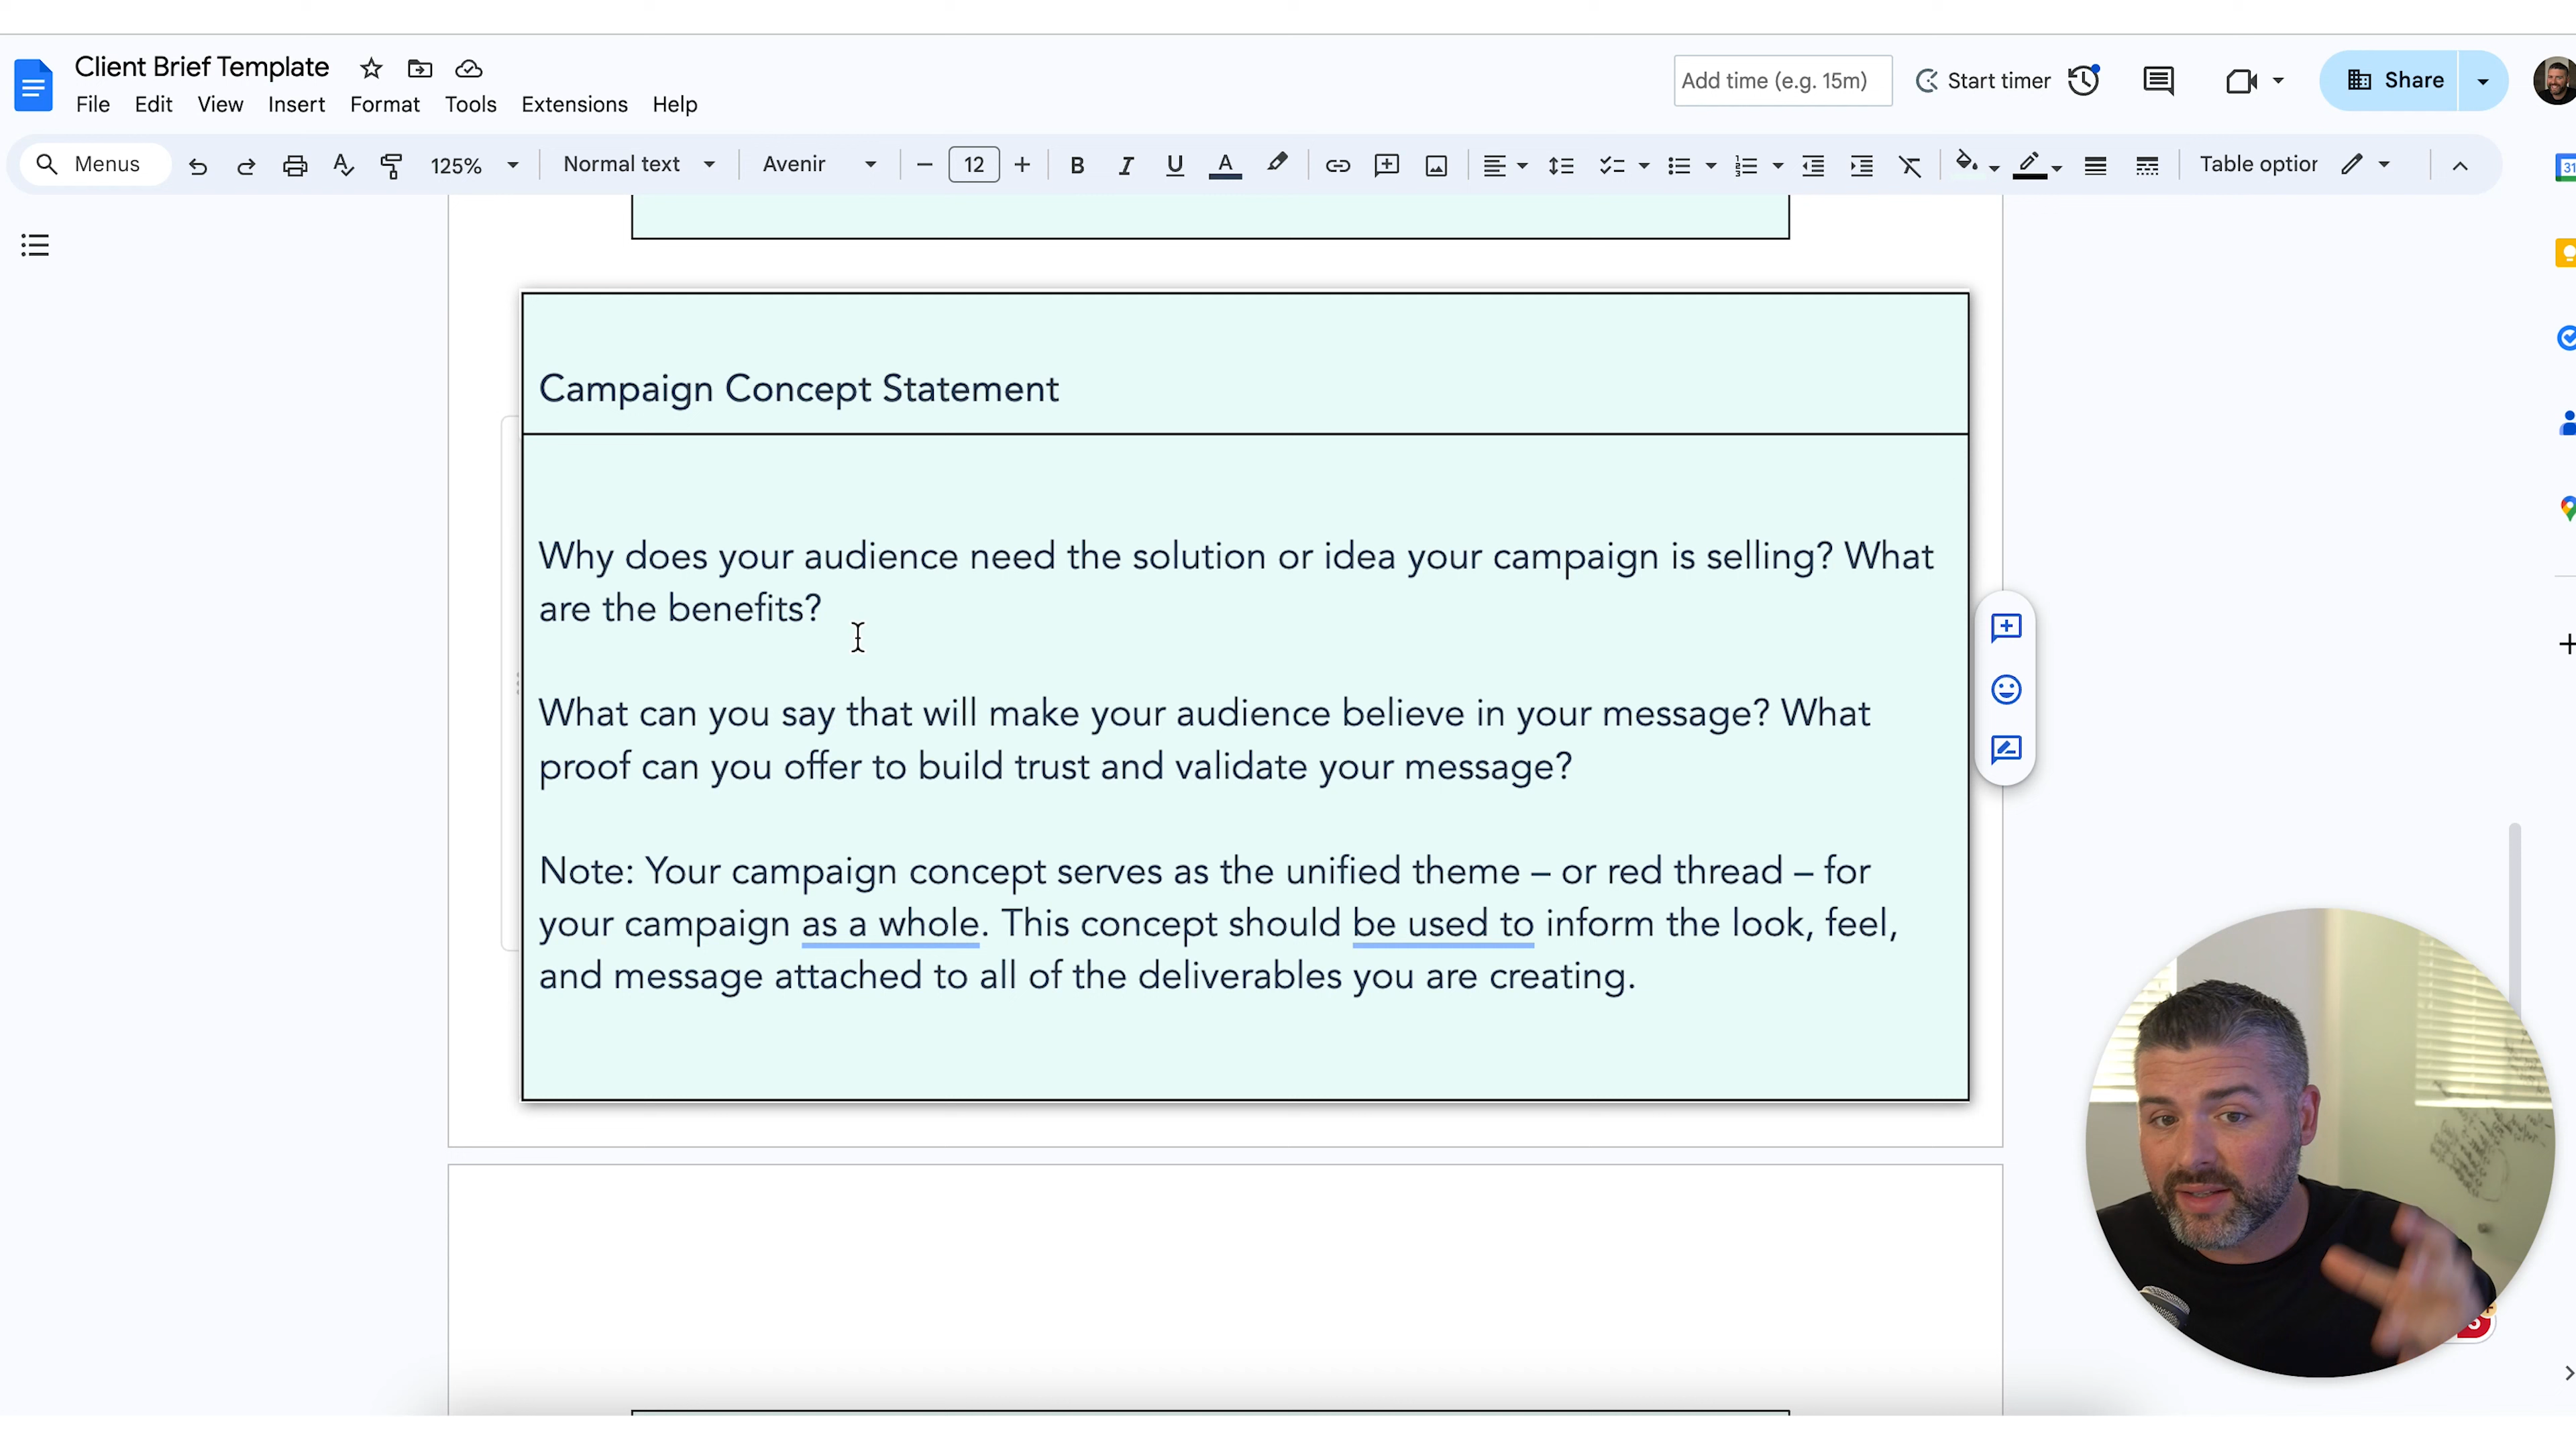 Client Brief Template
File Edit View Insert Format Tools Extensions Help
Add time (e.g. 15m)
Start timer
Share
Menus
125%
Normal text
Avenir
12
B I U A
Table option
31
Campaign Concept Statement
Why does your audience need the solution or idea your campaign is selling? What
are the benefits?
What can you say that will make your audience believe in your message? What
proof can you offer to build trust and validate your message?
Note: Your campaign concept serves as the unified theme – or red thread – for
your campaign as a whole. This concept should be used to inform the look, feel,
and message attached to all of the deliverables you are creating.